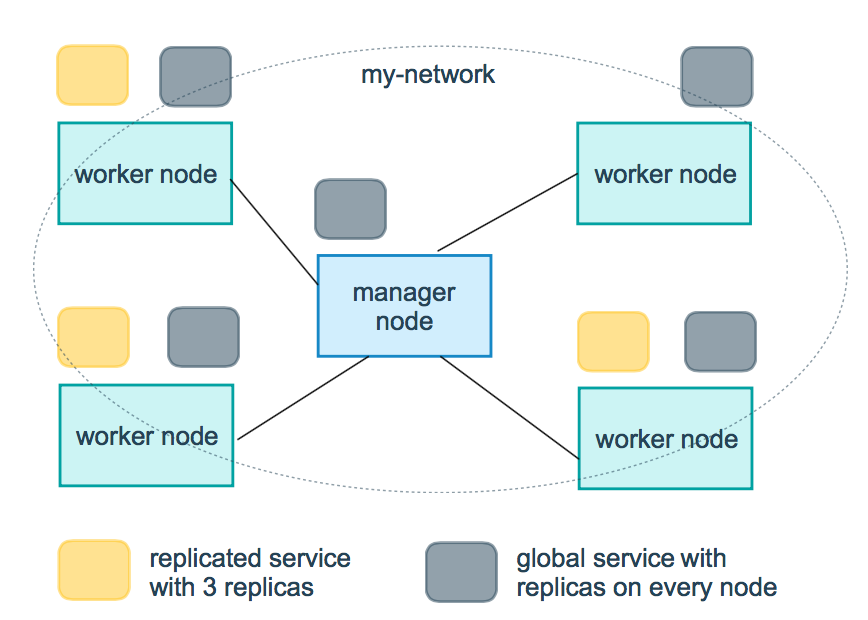 my-network
worker node
worker node
manager
node
worker node
worker node
replicated service
with 3 replicas
global service with
replicas on every node